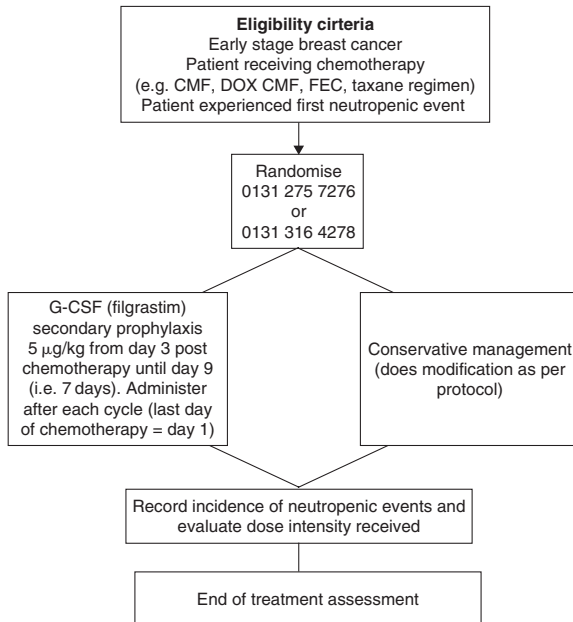 Eligibility cirteria
Early stage breast cancer
Patient receiving chemotherapy
(e.g. CMF, DOX CMF, FEC, taxane regimen)
Patient experienced first neutropenic event
Randomise
0131 275 7276
or
0131 316 4278
G-CSF (filgrastim)
secondary prophylaxis
5 μg/kg from day 3 post
chemotherapy until day 9
(i.e. 7 days). Administer
after each cycle (last day
of chemotherapy = day 1)
Conservative management
(does modification as per
protocol)
Record incidence of neutropenic events and
evaluate dose intensity received
End of treatment assessment